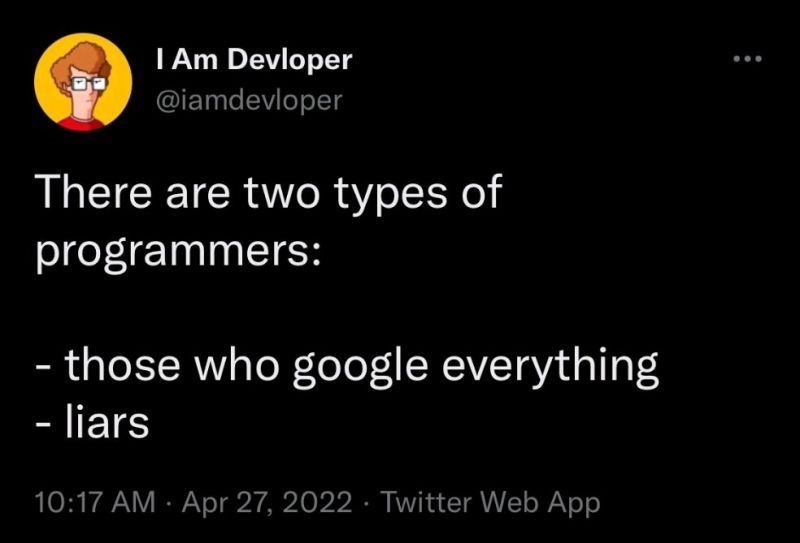 I Am Devloper
@iamdevloper
There are two types of
programmers:
- those who google everything
- liars
10:17 AM · Apr 27, 2022 · Twitter Web App